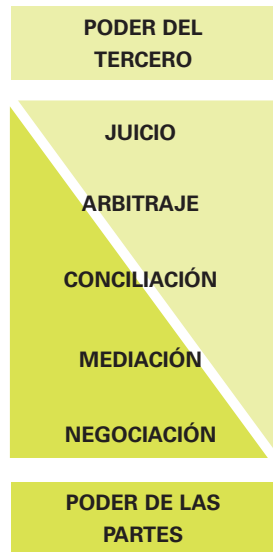 PODER DEL
TERCERO
JUICIO
ARBITRAJE
CONCILIACIÓN
MEDIACIÓN
NEGOCIACIÓN
PODER DE LAS
PARTES